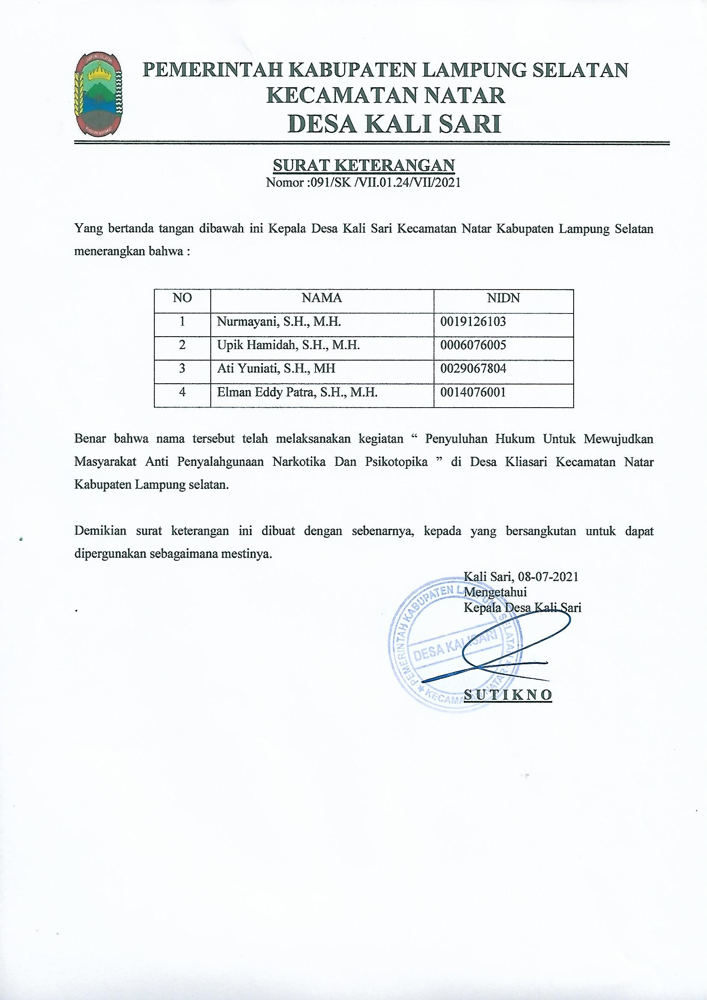 LAMPUNG SELATAN
PEMERINTAH KABUPATEN LAMPUNG SELATAN
KECAMATAN NATAR
DESA KALI SARI
SURAT KETERANGAN
Nomor :091/SK /VII.01.24/VII/2021
Yang bertanda tangan dibawah ini Kepala Desa Kali Sari Kecamatan Natar Kabupaten Lampung Selatan
menerangkan bahwa :
NO NAMA NIDN
1 Nurmayani, S.H., M.H. 0019126103
2 Upik Hamidah, S.H., M.H. 0006076005
3 Ati Yuniati, S.H., MH 0029067804
4 Elman Eddy Patra, S.H., M.H. 0014076001
Benar bahwa nama tersebut telah melaksanakan kegiatan “ Penyuluhan Hukum Untuk Mewujudkan
Masyarakat Anti Penyalahgunaan Narkotika Dan Psikotopika ” di Desa Kliasari Kecamatan Natar
Kabupaten Lampung selatan.
Demikian surat keterangan ini dibuat dengan sebenarnya, kepada yang bersangkutan untuk dapat
dipergunakan sebagaimana mestinya.
Kali Sari, 08-07-2021
Mengetahui
Kepala Desa Kali Sari
.
PEMERINTAH KABUPATEN LAMPUNG SELATAN
DESA KALISARI
KECAMATAN NATAR
SUTIKNO